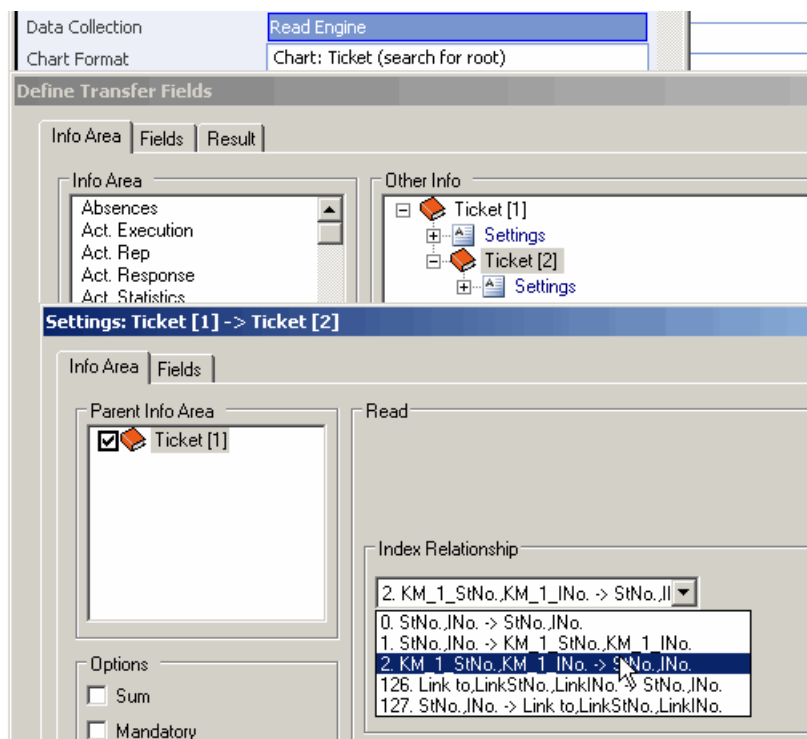 Data Collection Read Engine
Chart Format Chart: Ticket (search for root)
Define Transfer Fields
Info Area Fields Result
Info Area Other Info
Absences Ticket [1]
Act. Execution Settings
Act. Rep Ticket [2]
Act. Response Settings
Act. Statistics
Settings: Ticket [1] -> Ticket [2]
Info Area Fields
Parent Info Area Read
Ticket [1]
Index Relationship
2. KM_1_StNo.,KM_1_INo. -> StNo.,II
0. StNo.,INo. -> StNo.,INo.
1. StNo.,INo. -> KM_1_StNo.,KM_1_INo.
Options 2. KM_1_StNo.,KM_1_INo. -> StNo.,INo.
Sum 126. Link to,LinkStNo.,LinkINo. -> StNo.,INo.
127. StNo.,INo. -> Link to,LinkStNo.,LinkINo.
Mandatory